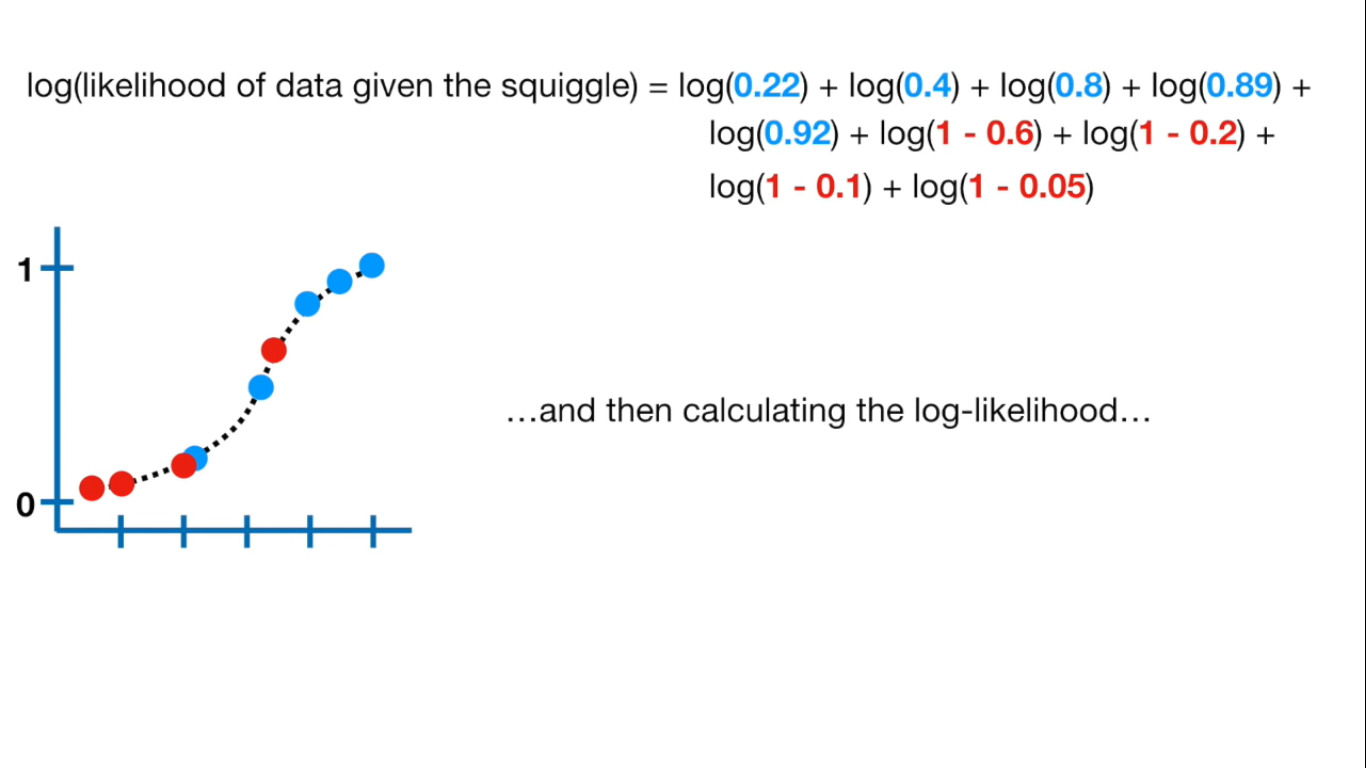 log(likelihood of data given the squiggle) = log(0.22) + log(0.4) + log(0.8) + log(0.89) +
log(0.92) + log(1 - 0.6) + log(1 - 0.2) +
log(1 - 0.1) + log(1 - 0.05)
1
…and then calculating the log-likelihood…
0